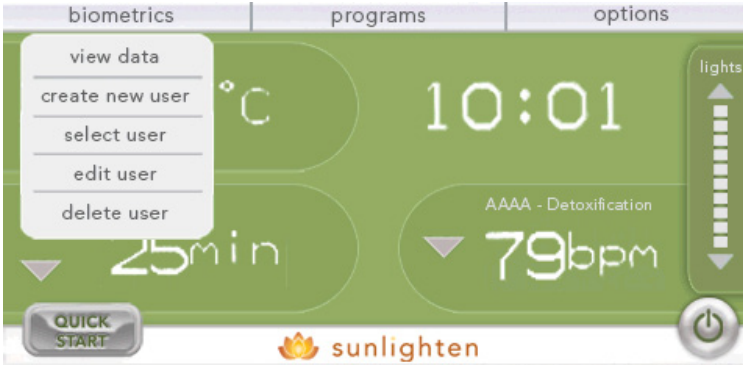 biometrics programs options
view data
create new user
select user
edit user
delete user
°C
10:01
lights
25min
AAAA - Detoxification
79bpm
QUICK
START
sunlighten